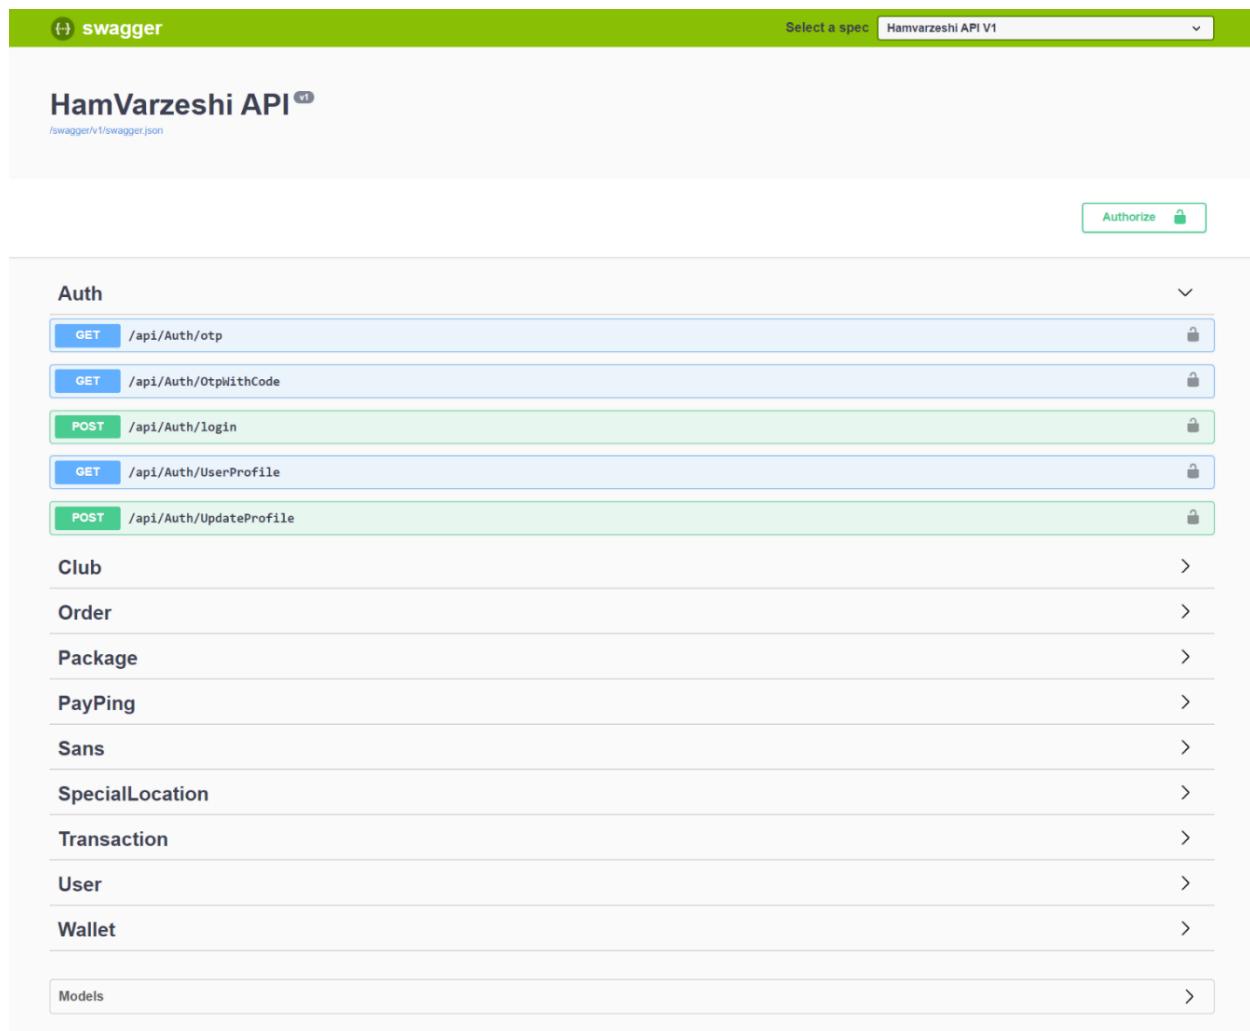 swagger
Select a spec Hamvarzeshi API V1
HamVarzeshi API v1
/swagger/v1/swagger.json
Authorize
Auth
GET /api/Auth/otp
GET /api/Auth/OtpWithCode
POST /api/Auth/login
GET /api/Auth/UserProfile
POST /api/Auth/UpdateProfile
Club
Order
Package
PayPing
Sans
SpecialLocation
Transaction
User
Wallet
Models